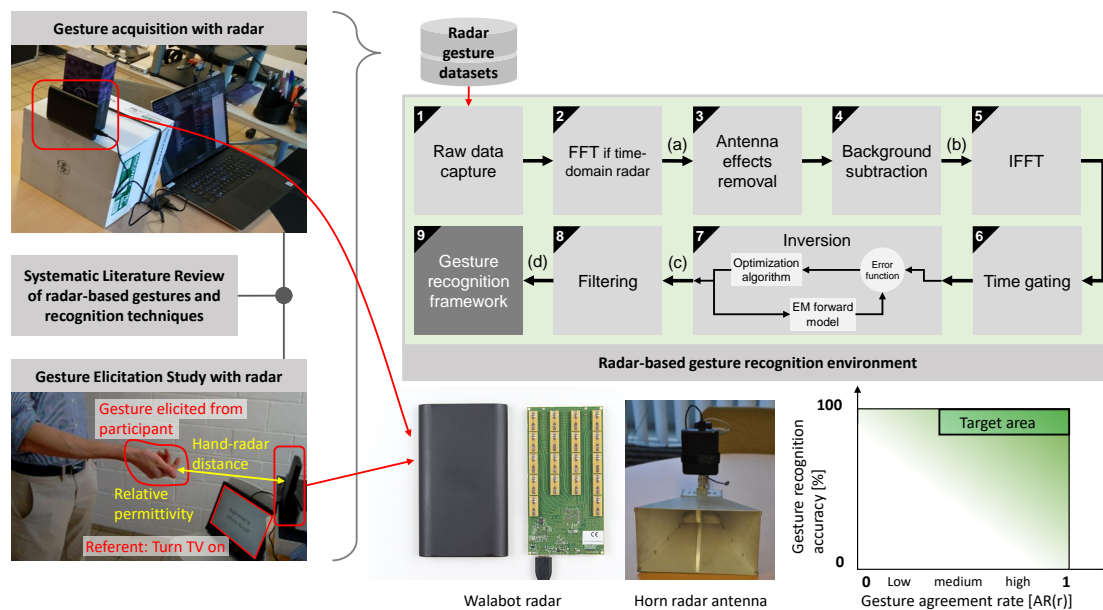 Gesture acquisition with radar
Systematic Literature Review
of radar-based gestures and
recognition techniques
Gesture Elicitation Study with radar
Gesture elicited from
participant
Hand-radar
distance
Relative
permittivity
Referent: Turn TV on
Radar
gesture
datasets
1
Raw data
capture
2
FFT if time-
domain radar
(a)
3
Antenna
effects
removal
4
Background
subtraction
(b)
5
IFFT
9
Gesture
recognition
framework
(d)
8
Filtering
(c)
7
Inversion
Optimization
algorithm
Error
function
EM forward
model
6
Time gating
Radar-based gesture recognition environment
Walabot radar
Horn radar antenna
100
Target area
Gesture recognition
accuracy [%]
0
0 Low medium high 1
Gesture agreement rate [AR(r)]